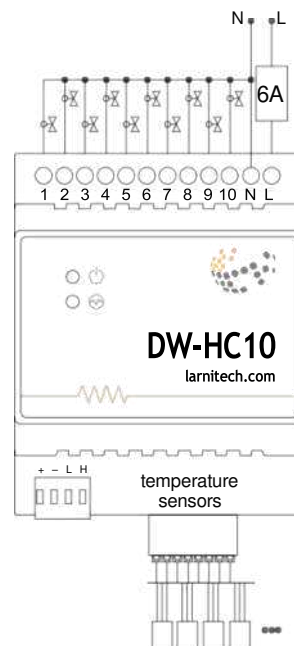 N L
6A
1 2 3 4 5 6 7 8 9 10 N L
DW-HC10
larnitech.com
+ – L H
temperature
sensors